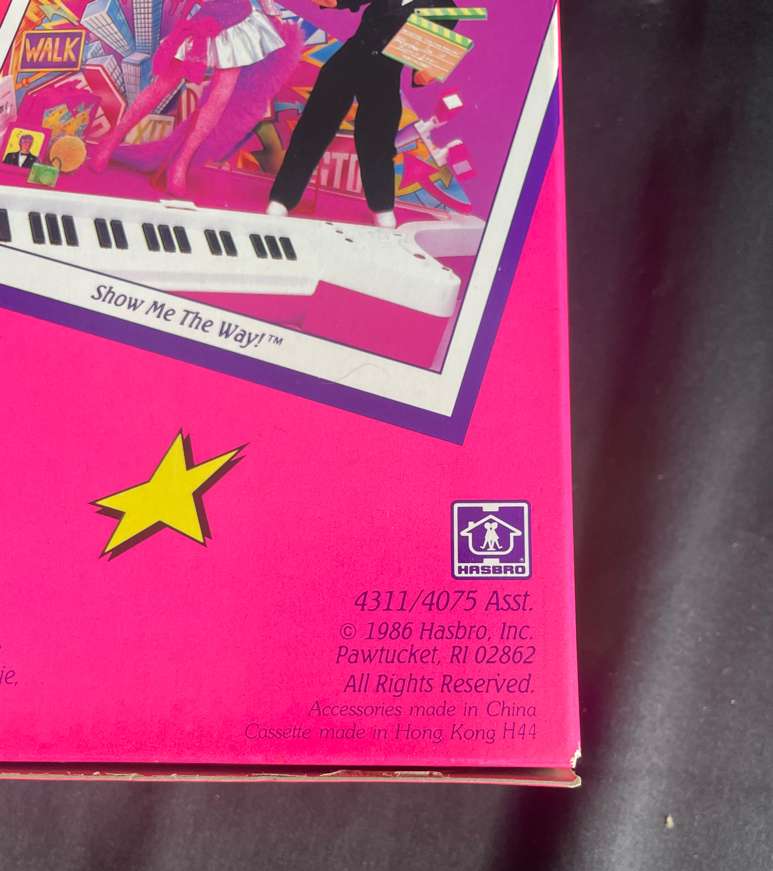 WALK
Show Me The Way!™
HASBRO
®
4311/4075 Asst.
© 1986 Hasbro, Inc.
Pawtucket, RI 02862
All Rights Reserved.
Accessories made in China
Cassette made in Hong Kong H44